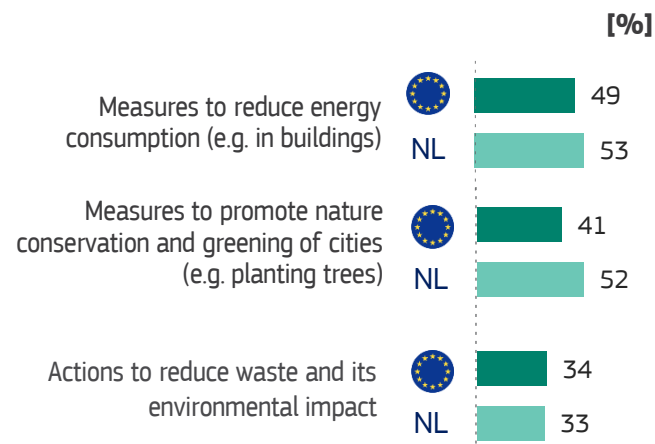 [%]
Measures to reduce energy
consumption (e.g. in buildings)
49
NL
53
Measures to promote nature
conservation and greening of cities
(e.g. planting trees)
41
NL
52
Actions to reduce waste and its
environmental impact
34
NL
33